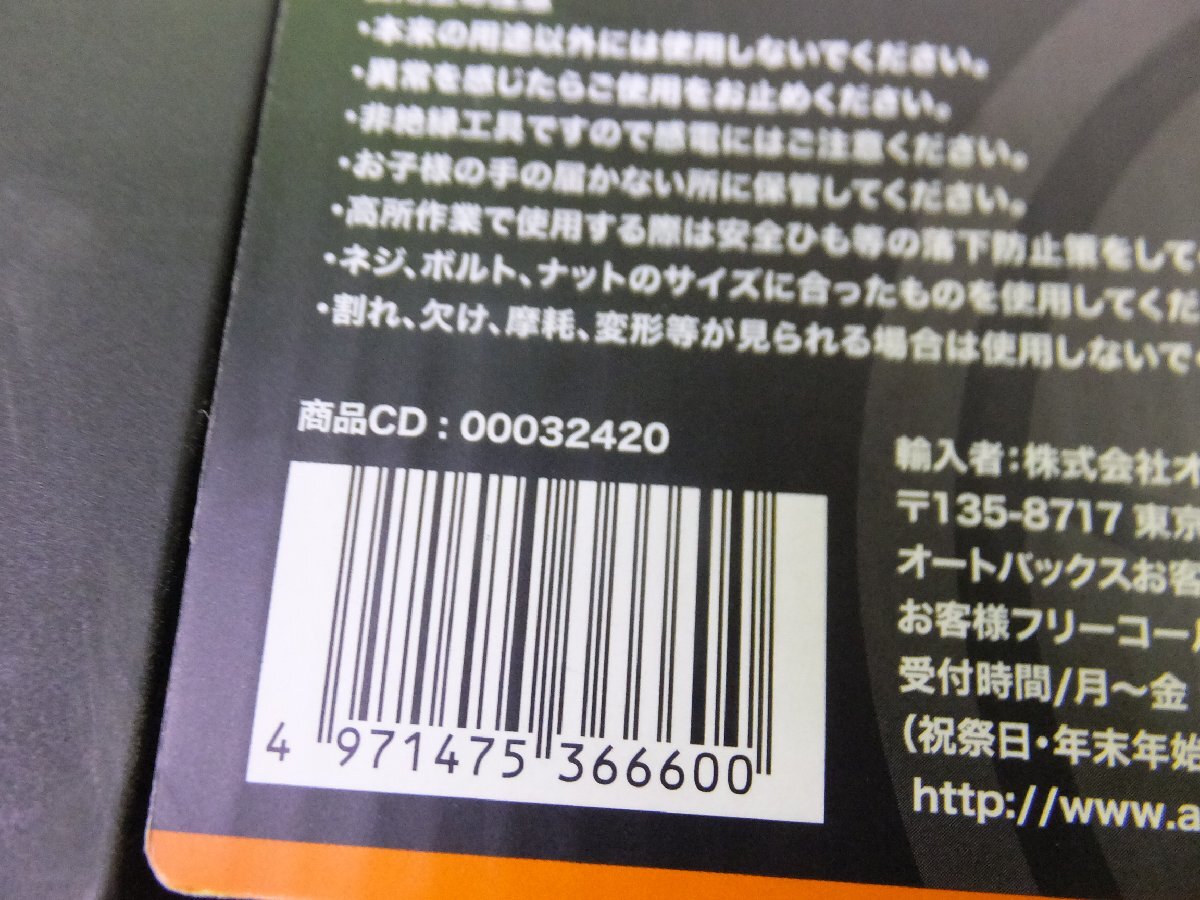 ・本来の用途以外には使用しないでください。
・異常を感じたらご使用をお止めください。
・非絶縁工具ですので感電にはご注意ください。
・お子様の手の届かない所に保管してください。
・高所作業で使用する際は安全ひも等の落下防止策をして
・ネジ、ボルト、ナットのサイズに合ったものを使用してくだ
・割れ、欠け、摩耗、変形等が見られる場合は使用しないで
商品CD：00032420
4 971475 366600
輸入者：株式会社オ
〒135-8717 東京
オートバックスお客
お客様フリーコー
受付時間/月〜金
（祝祭日・年末年始
http://www.a